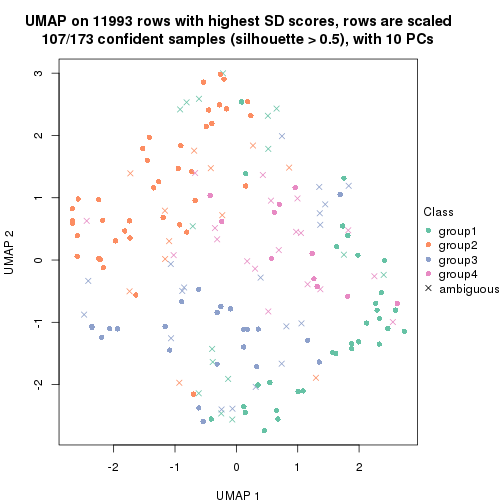 UMAP on 11993 rows with highest SD scores, rows are scaled
107/173 confident samples (silhouette > 0.5), with 10 PCs
3
2
1
0
-1
-2
UMAP 2
-2
-1
0
1
2
UMAP 1
Class
group1
group2
group3
group4
ambiguous